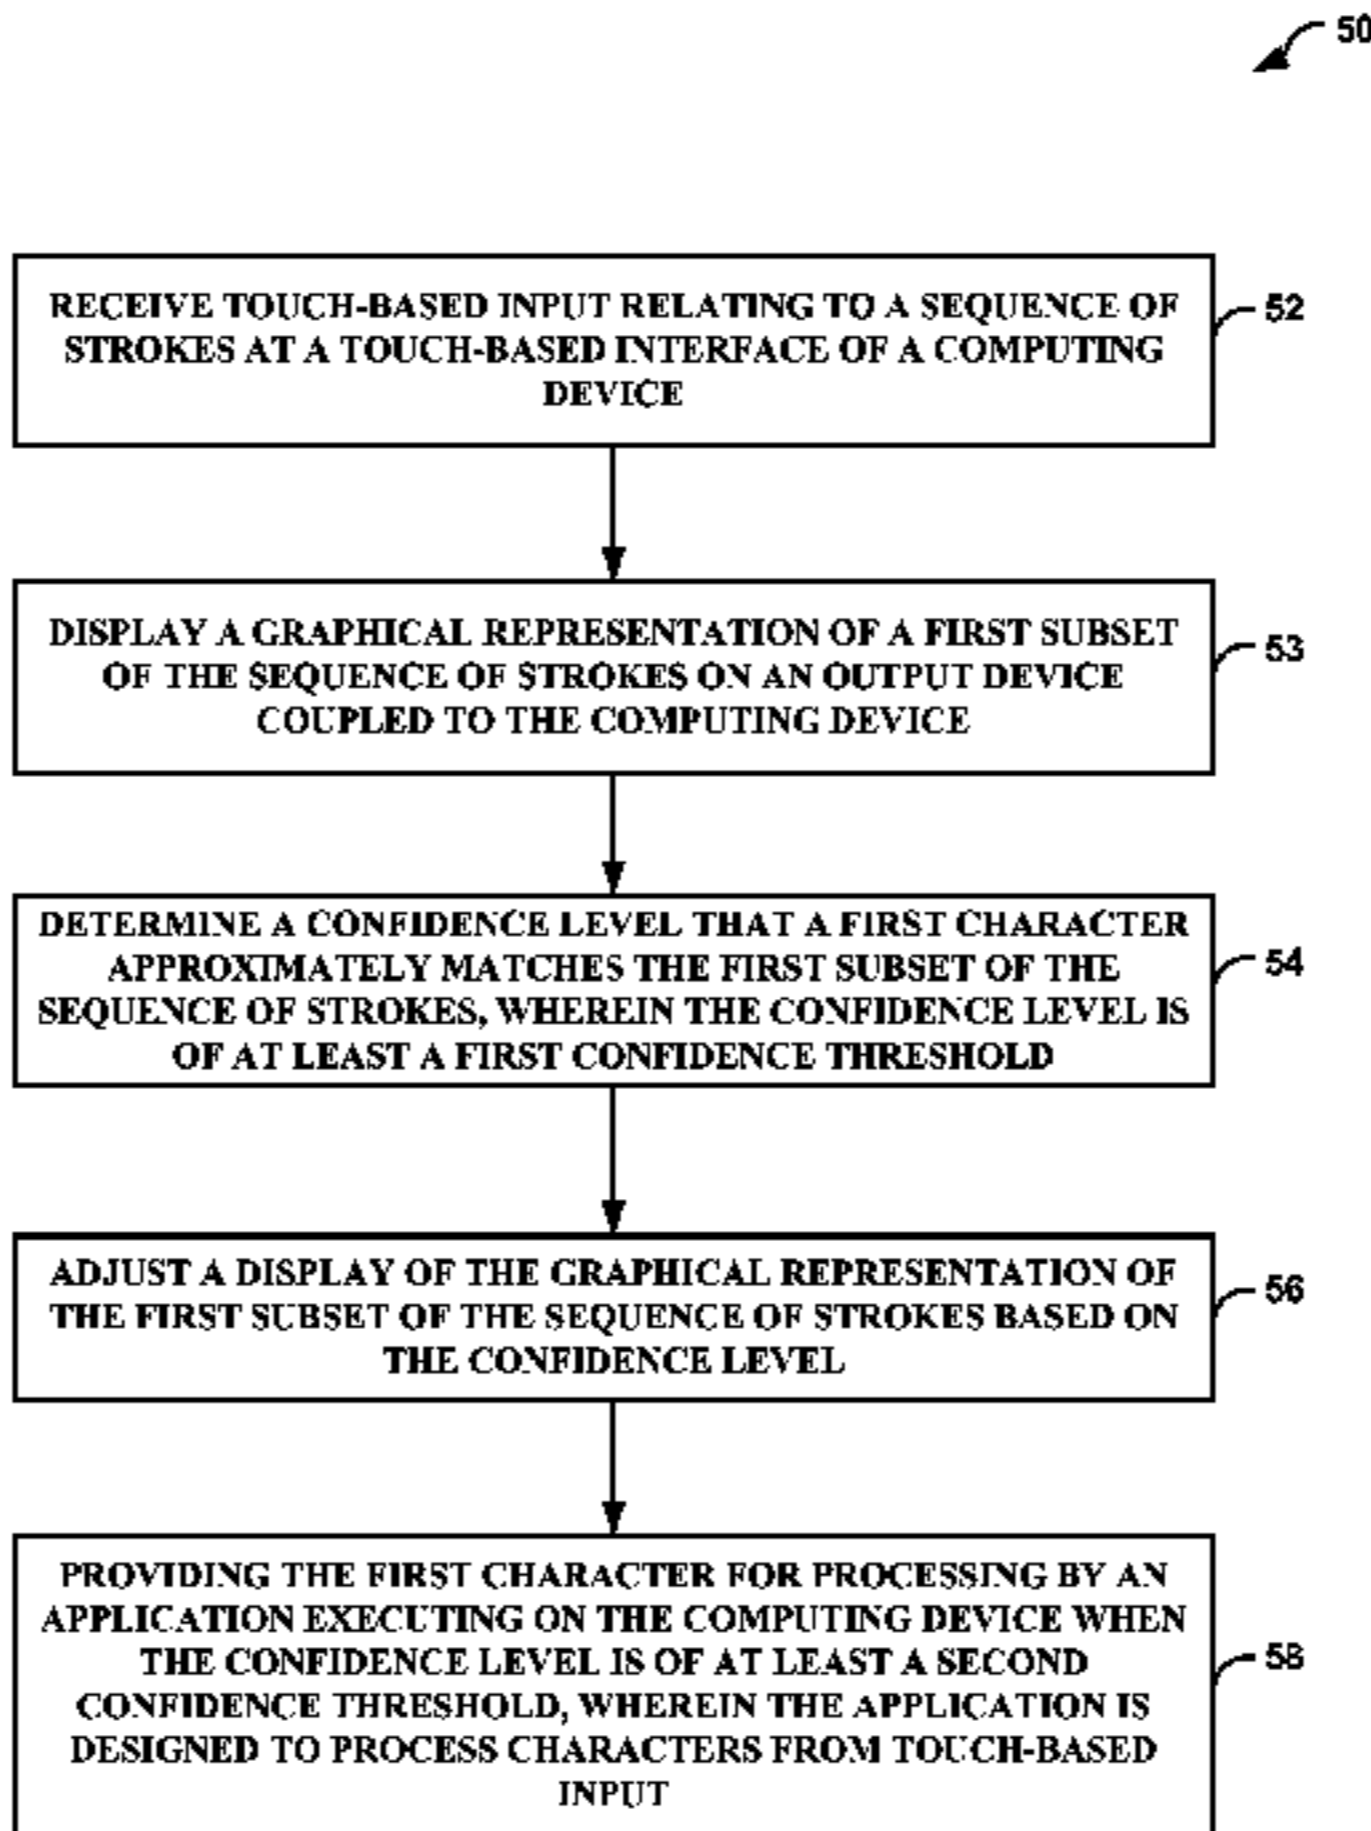 50
RECEIVE TOUCH-BASED INPUT RELATING TO A SEQUENCE OF
STROKES AT A TOUCH-BASED INTERFACE OF A COMPUTING
DEVICE
52
DISPLAY A GRAPHICAL REPRESENTATION OF A FIRST SUBSET
OF THE SEQUENCE OF STROKES ON AN OUTPUT DEVICE
COUPLED TO THE COMPUTING DEVICE
53
DETERMINE A CONFIDENCE LEVEL THAT A FIRST CHARACTER
APPROXIMATELY MATCHES THE FIRST SUBSET OF THE
SEQUENCE OF STROKES, WHEREIN THE CONFIDENCE LEVEL IS
OF AT LEAST A FIRST CONFIDENCE THRESHOLD
54
ADJUST A DISPLAY OF THE GRAPHICAL REPRESENTATION OF
THE FIRST SUBSET OF THE SEQUENCE OF STROKES BASED ON
THE CONFIDENCE LEVEL
56
PROVIDING THE FIRST CHARACTER FOR PROCESSING BY AN
APPLICATION EXECUTING ON THE COMPUTING DEVICE WHEN
THE CONFIDENCE LEVEL IS OF AT LEAST A SECOND
CONFIDENCE THRESHOLD, WHEREIN THE APPLICATION IS
DESIGNED TO PROCESS CHARACTERS FROM TOUCH-BASED
INPUT
58